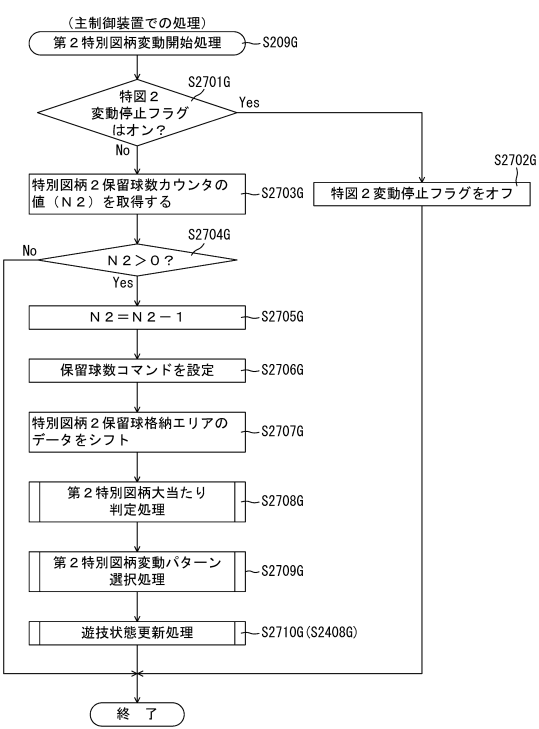 （主制御装置での処理）
第２特別図柄変動開始処理
S209G
S2701G
特図２
変動停止フラグ
はオン？
Yes
No
S2702G
特図２変動停止フラグをオフ
特別図柄２保留球数カウンタの
値（Ｎ２）を取得する
S2703G
S2704G
Ｎ２＞０？
No
Yes
Ｎ２＝Ｎ２－１
S2705G
保留球数コマンドを設定
S2706G
特別図柄２保留球格納エリアの
データをシフト
S2707G
第２特別図柄大当たり
判定処理
S2708G
第２特別図柄変動パターン
選択処理
S2709G
遊技状態更新処理
S2710G(S2408G)
終　了